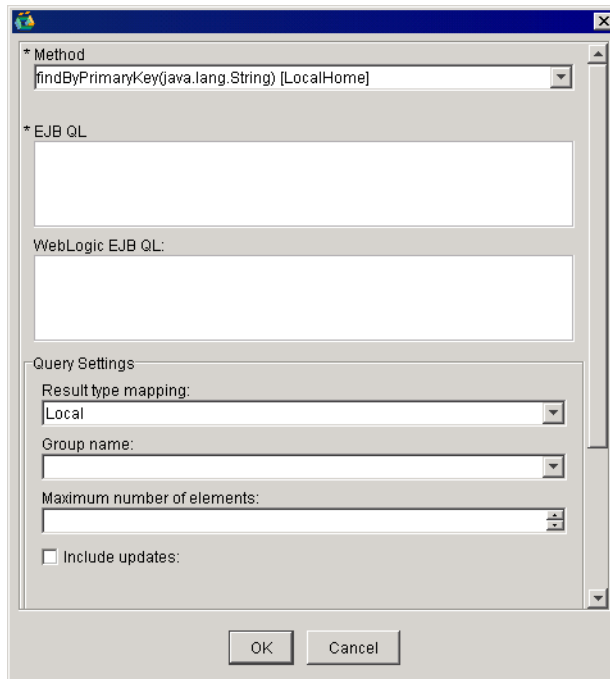 * Method
findByPrimaryKey(java.lang.String) [LocalHome]
* EJB QL
WebLogic EJB QL:
Query Settings
Result type mapping:
Local
Group name:
Maximum number of elements:
Include updates:
OK Cancel